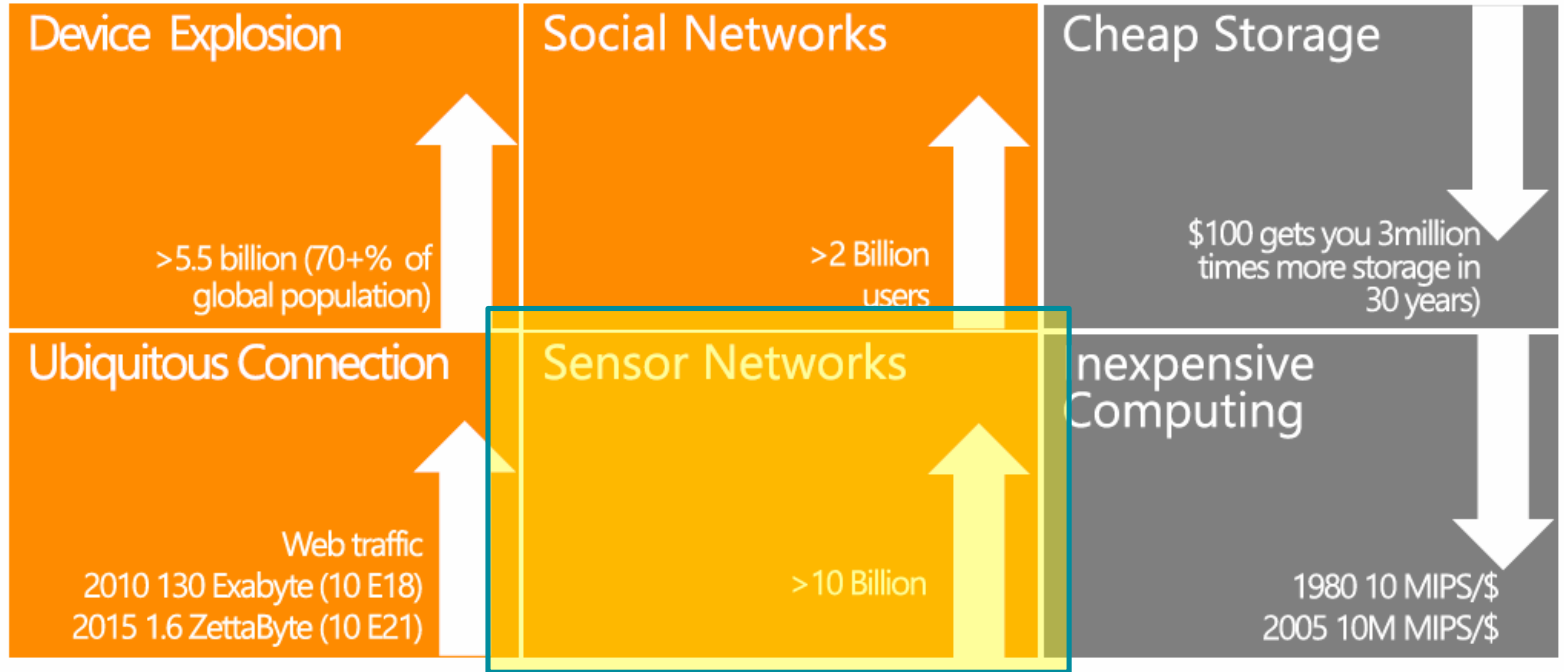 Device Explosion
>5.5 billion (70+% of
global population)
Social Networks
>2 Billion
users
Cheap Storage
$100 gets you 3million
times more storage in
30 years)
Ubiquitous Connection
Web traffic
2010 130 Exabyte (10 E18)
2015 1.6 ZettaByte (10 E21)
Sensor Networks
>10 Billion
nexpensive
Computing
1980 10 MIPS/$
2005 10M MIPS/$